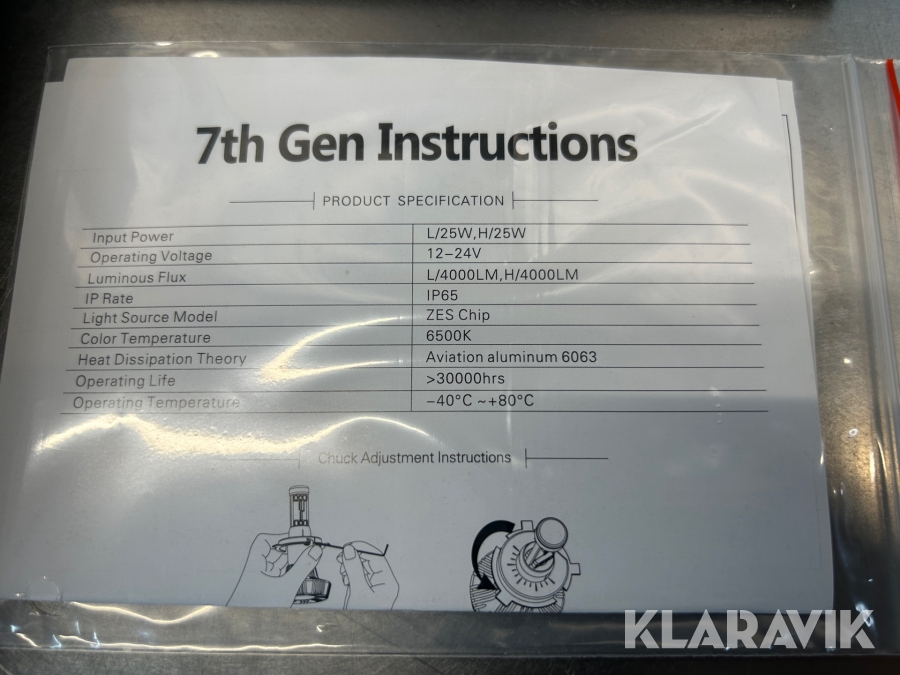 7th Gen Instructions
PRODUCT SPECIFICATION
Input Power L/25W,H/25W
Operating Voltage 12–24V
Luminous Flux L/4000LM,H/4000LM
IP Rate IP65
Light Source Model ZES Chip
Color Temperature 6500K
Heat Dissipation Theory Aviation aluminum 6063
Operating Life >30000hrs
Operating Temperature –40°C ~+80°C
Chuck Adjustment Instructions
KLARAVIK